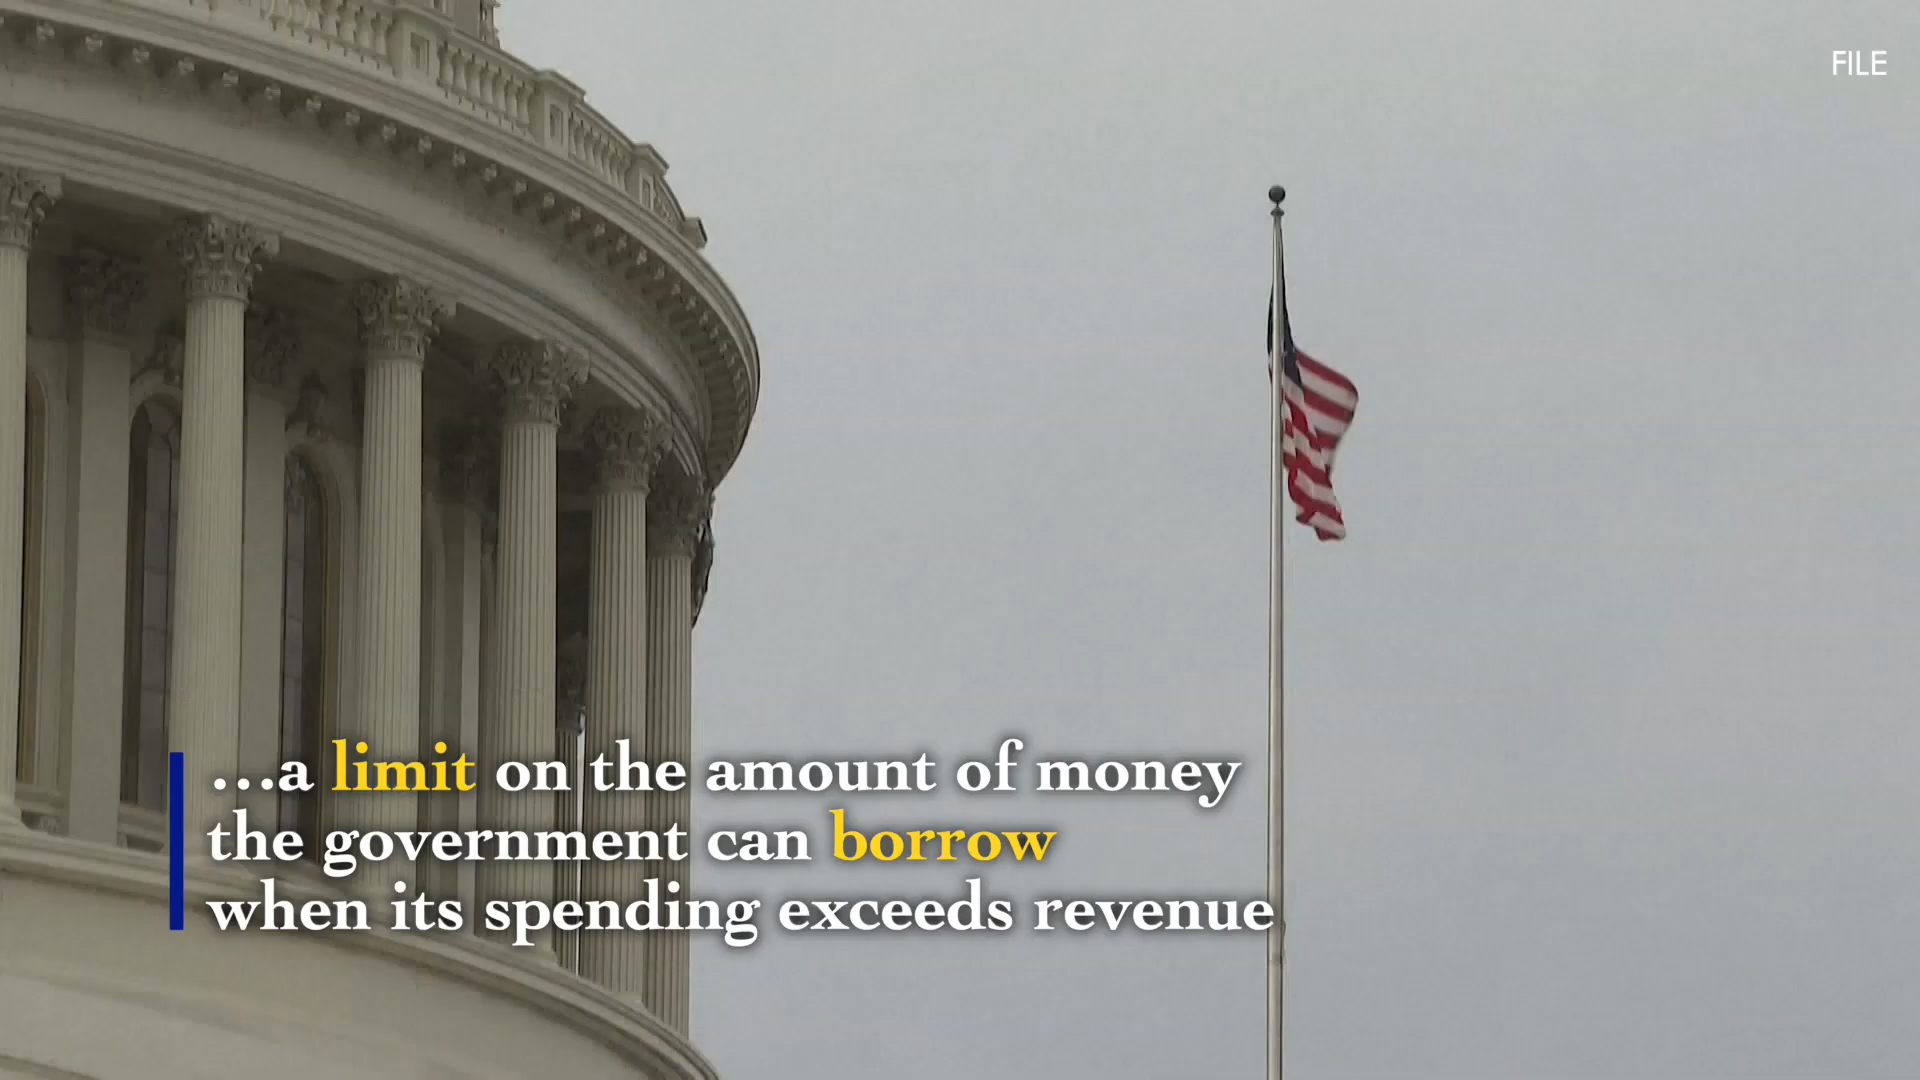 FILE
…a limit on the amount of money
the government can borrow
when its spending exceeds revenue